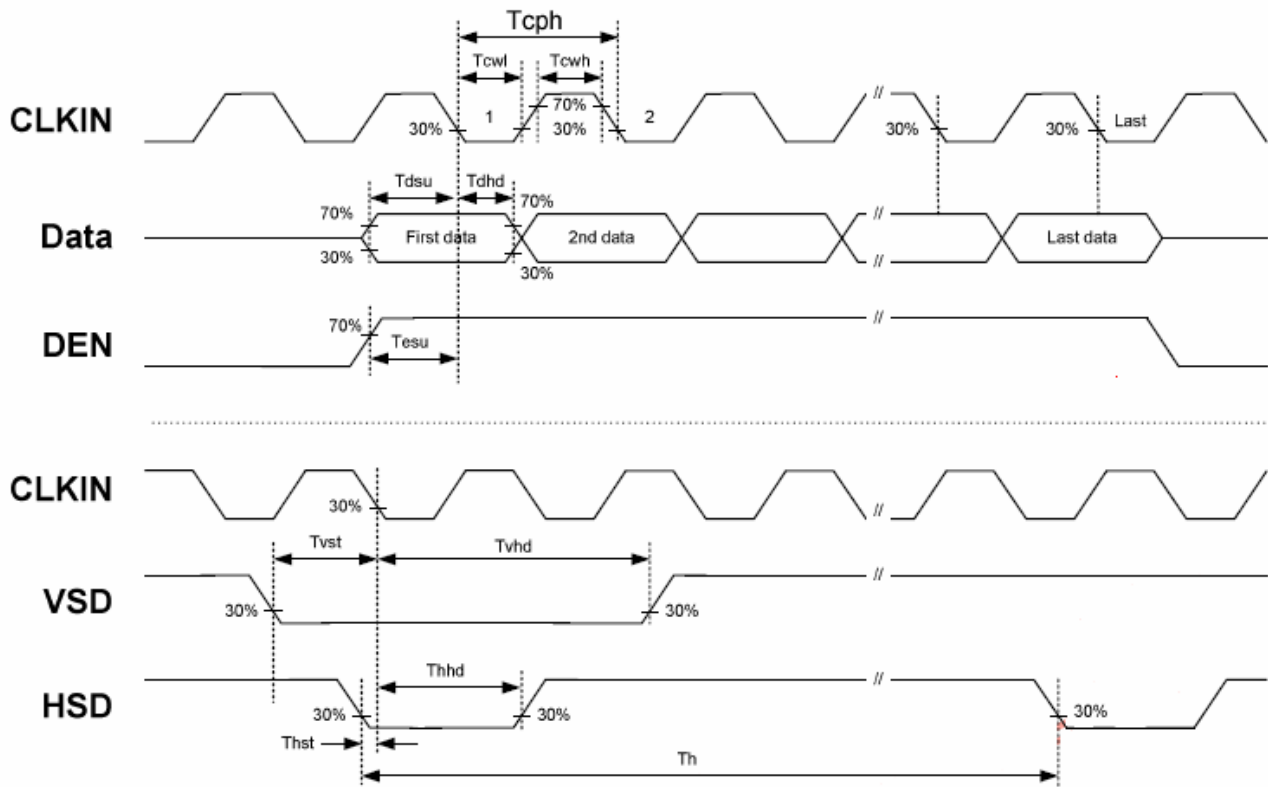 Tcph
Tcwl
Tcwh
CLKIN
30%
1
70%
30%
2
//
30%
30%
Last
Tdsu
Tdhd
70%
70%
Data
First data
2nd data
//
//
Last data
30%
30%
DEN
70%
Tesu
//
CLKIN
30%
//
Tvst
Tvhd
VSD
30%
30%
//
HSD
Thhd
//
30%
30%
30%
Thst
Th